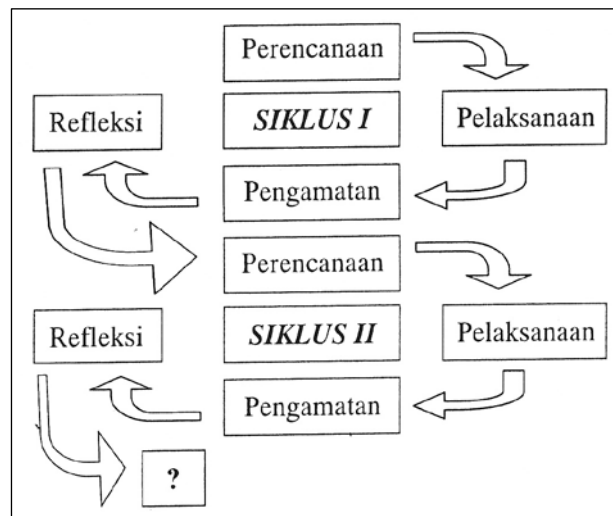 Perencanaan
Refleksi
SIKLUS I
Pelaksanaan
Pengamatan
Perencanaan
Refleksi
SIKLUS II
Pelaksanaan
Pengamatan
?